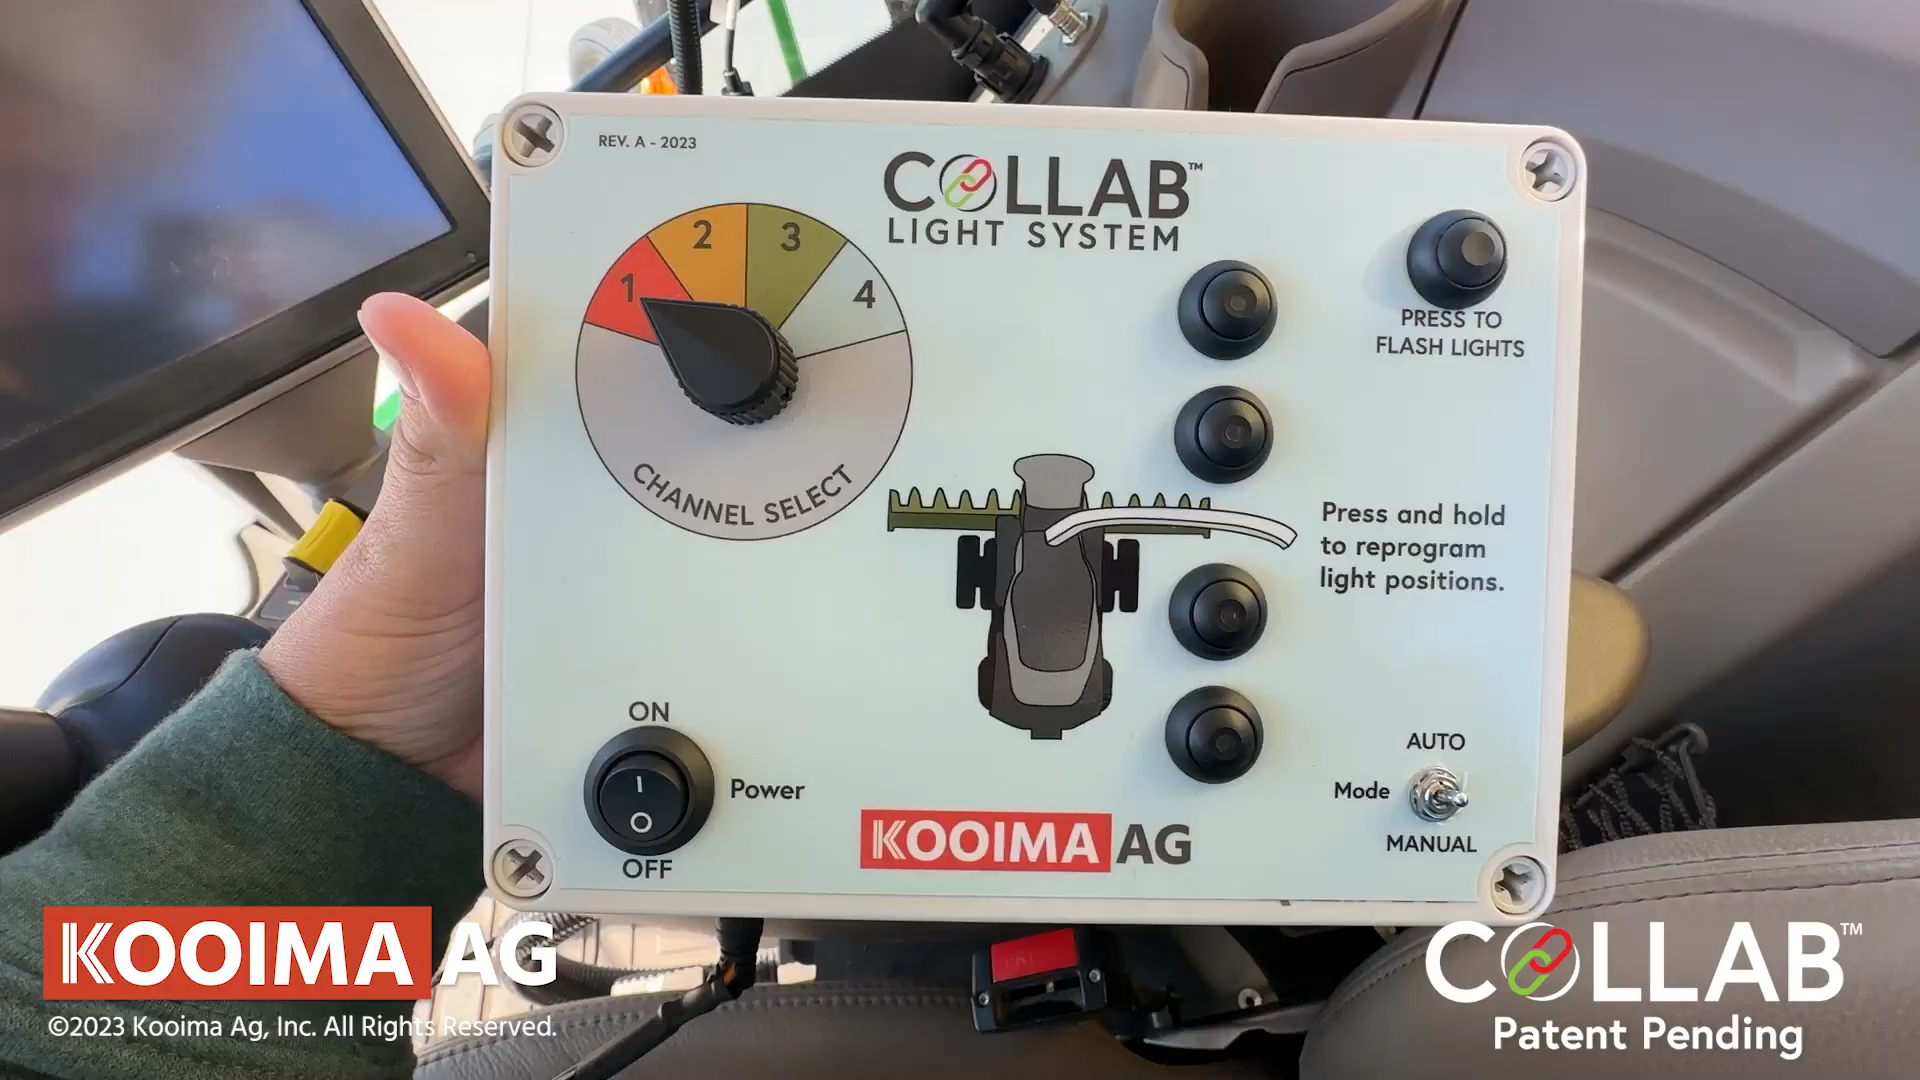 REV. A - 2023
COLLAB™
LIGHT SYSTEM
1
2
3
4
CHANNEL SELECT
PRESS TO
FLASH LIGHTS
Press and hold
to reprogram
light positions.
ON
I
O
Power
OFF
AUTO
Mode
MANUAL
KOOIMA AG
KOOIMA AG
©2023 Kooima Ag, Inc. All Rights Reserved.
COLLAB™
Patent Pending